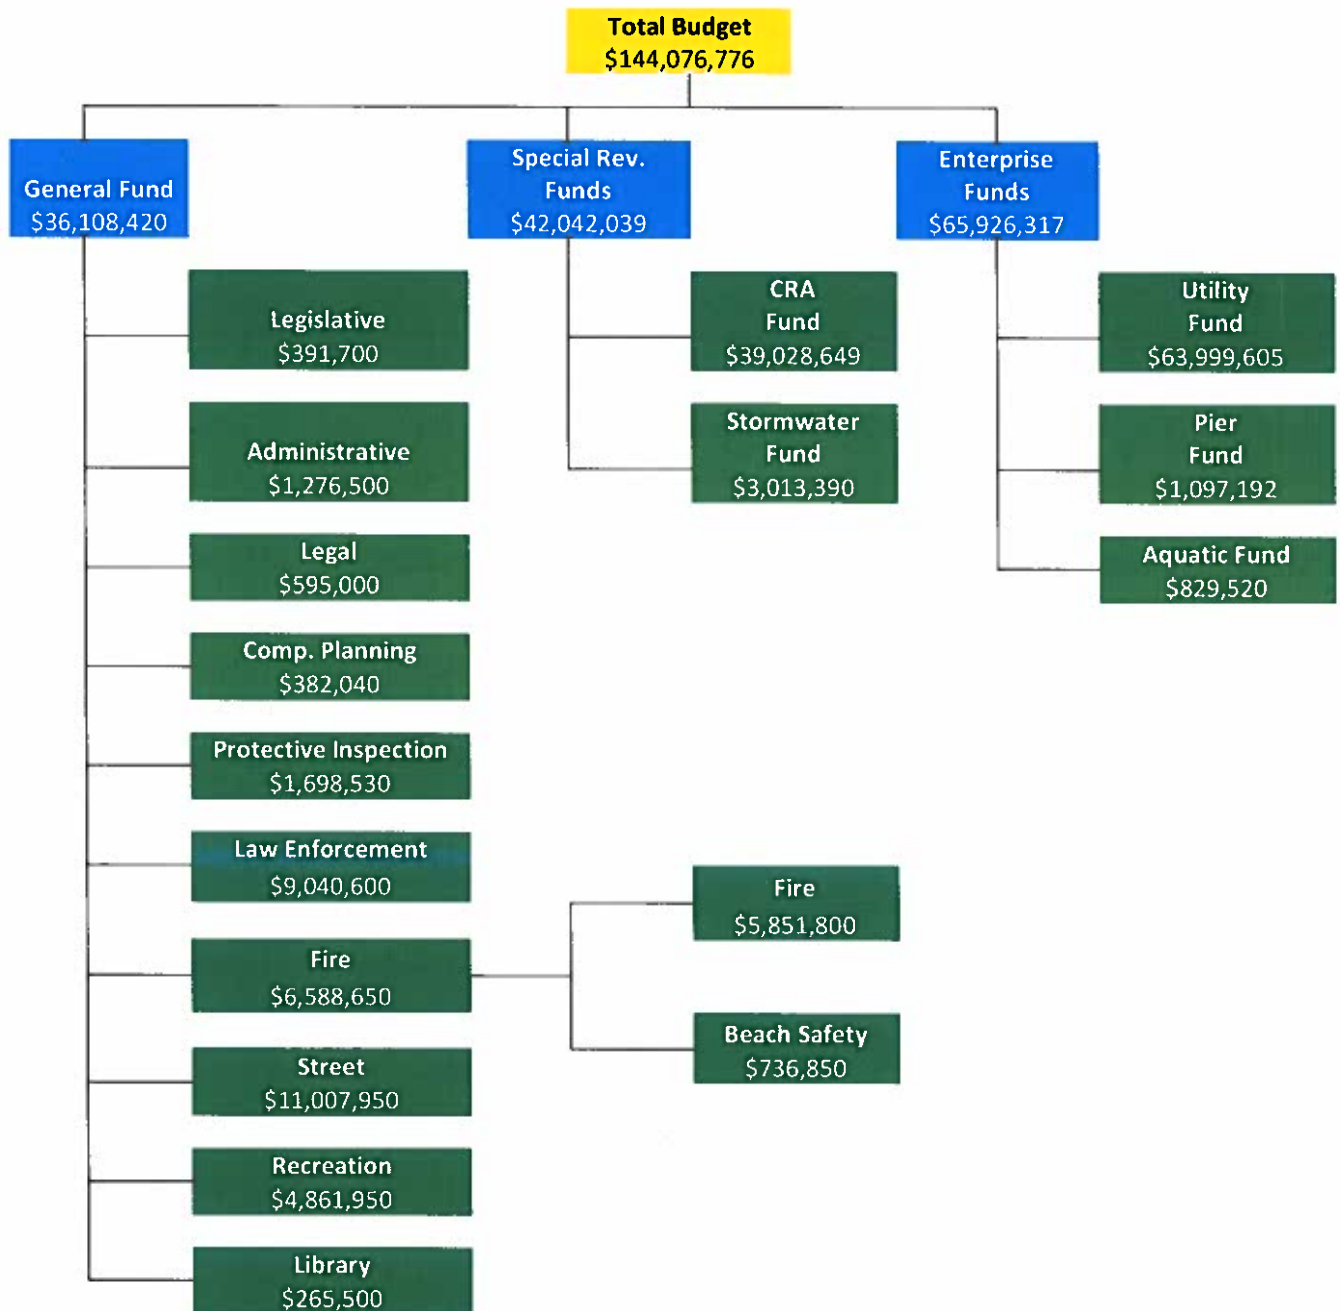 Total Budget
$144,076,776
General Fund
$36,108,420
Special Rev.
Funds
$42,042,039
Enterprise
Funds
$65,926,317
Legislative
$391,700
Administrative
$1,276,500
Legal
$595,000
Comp. Planning
$382,040
Protective Inspection
$1,698,530
Law Enforcement
$9,040,600
Fire
$6,588,650
Fire
$5,851,800
Beach Safety
$736,850
Street
$11,007,950
Recreation
$4,861,950
Library
$265,500
CRA
Fund
$39,028,649
Stormwater
Fund
$3,013,390
Utility
Fund
$63,999,605
Pier
Fund
$1,097,192
Aquatic Fund
$829,520